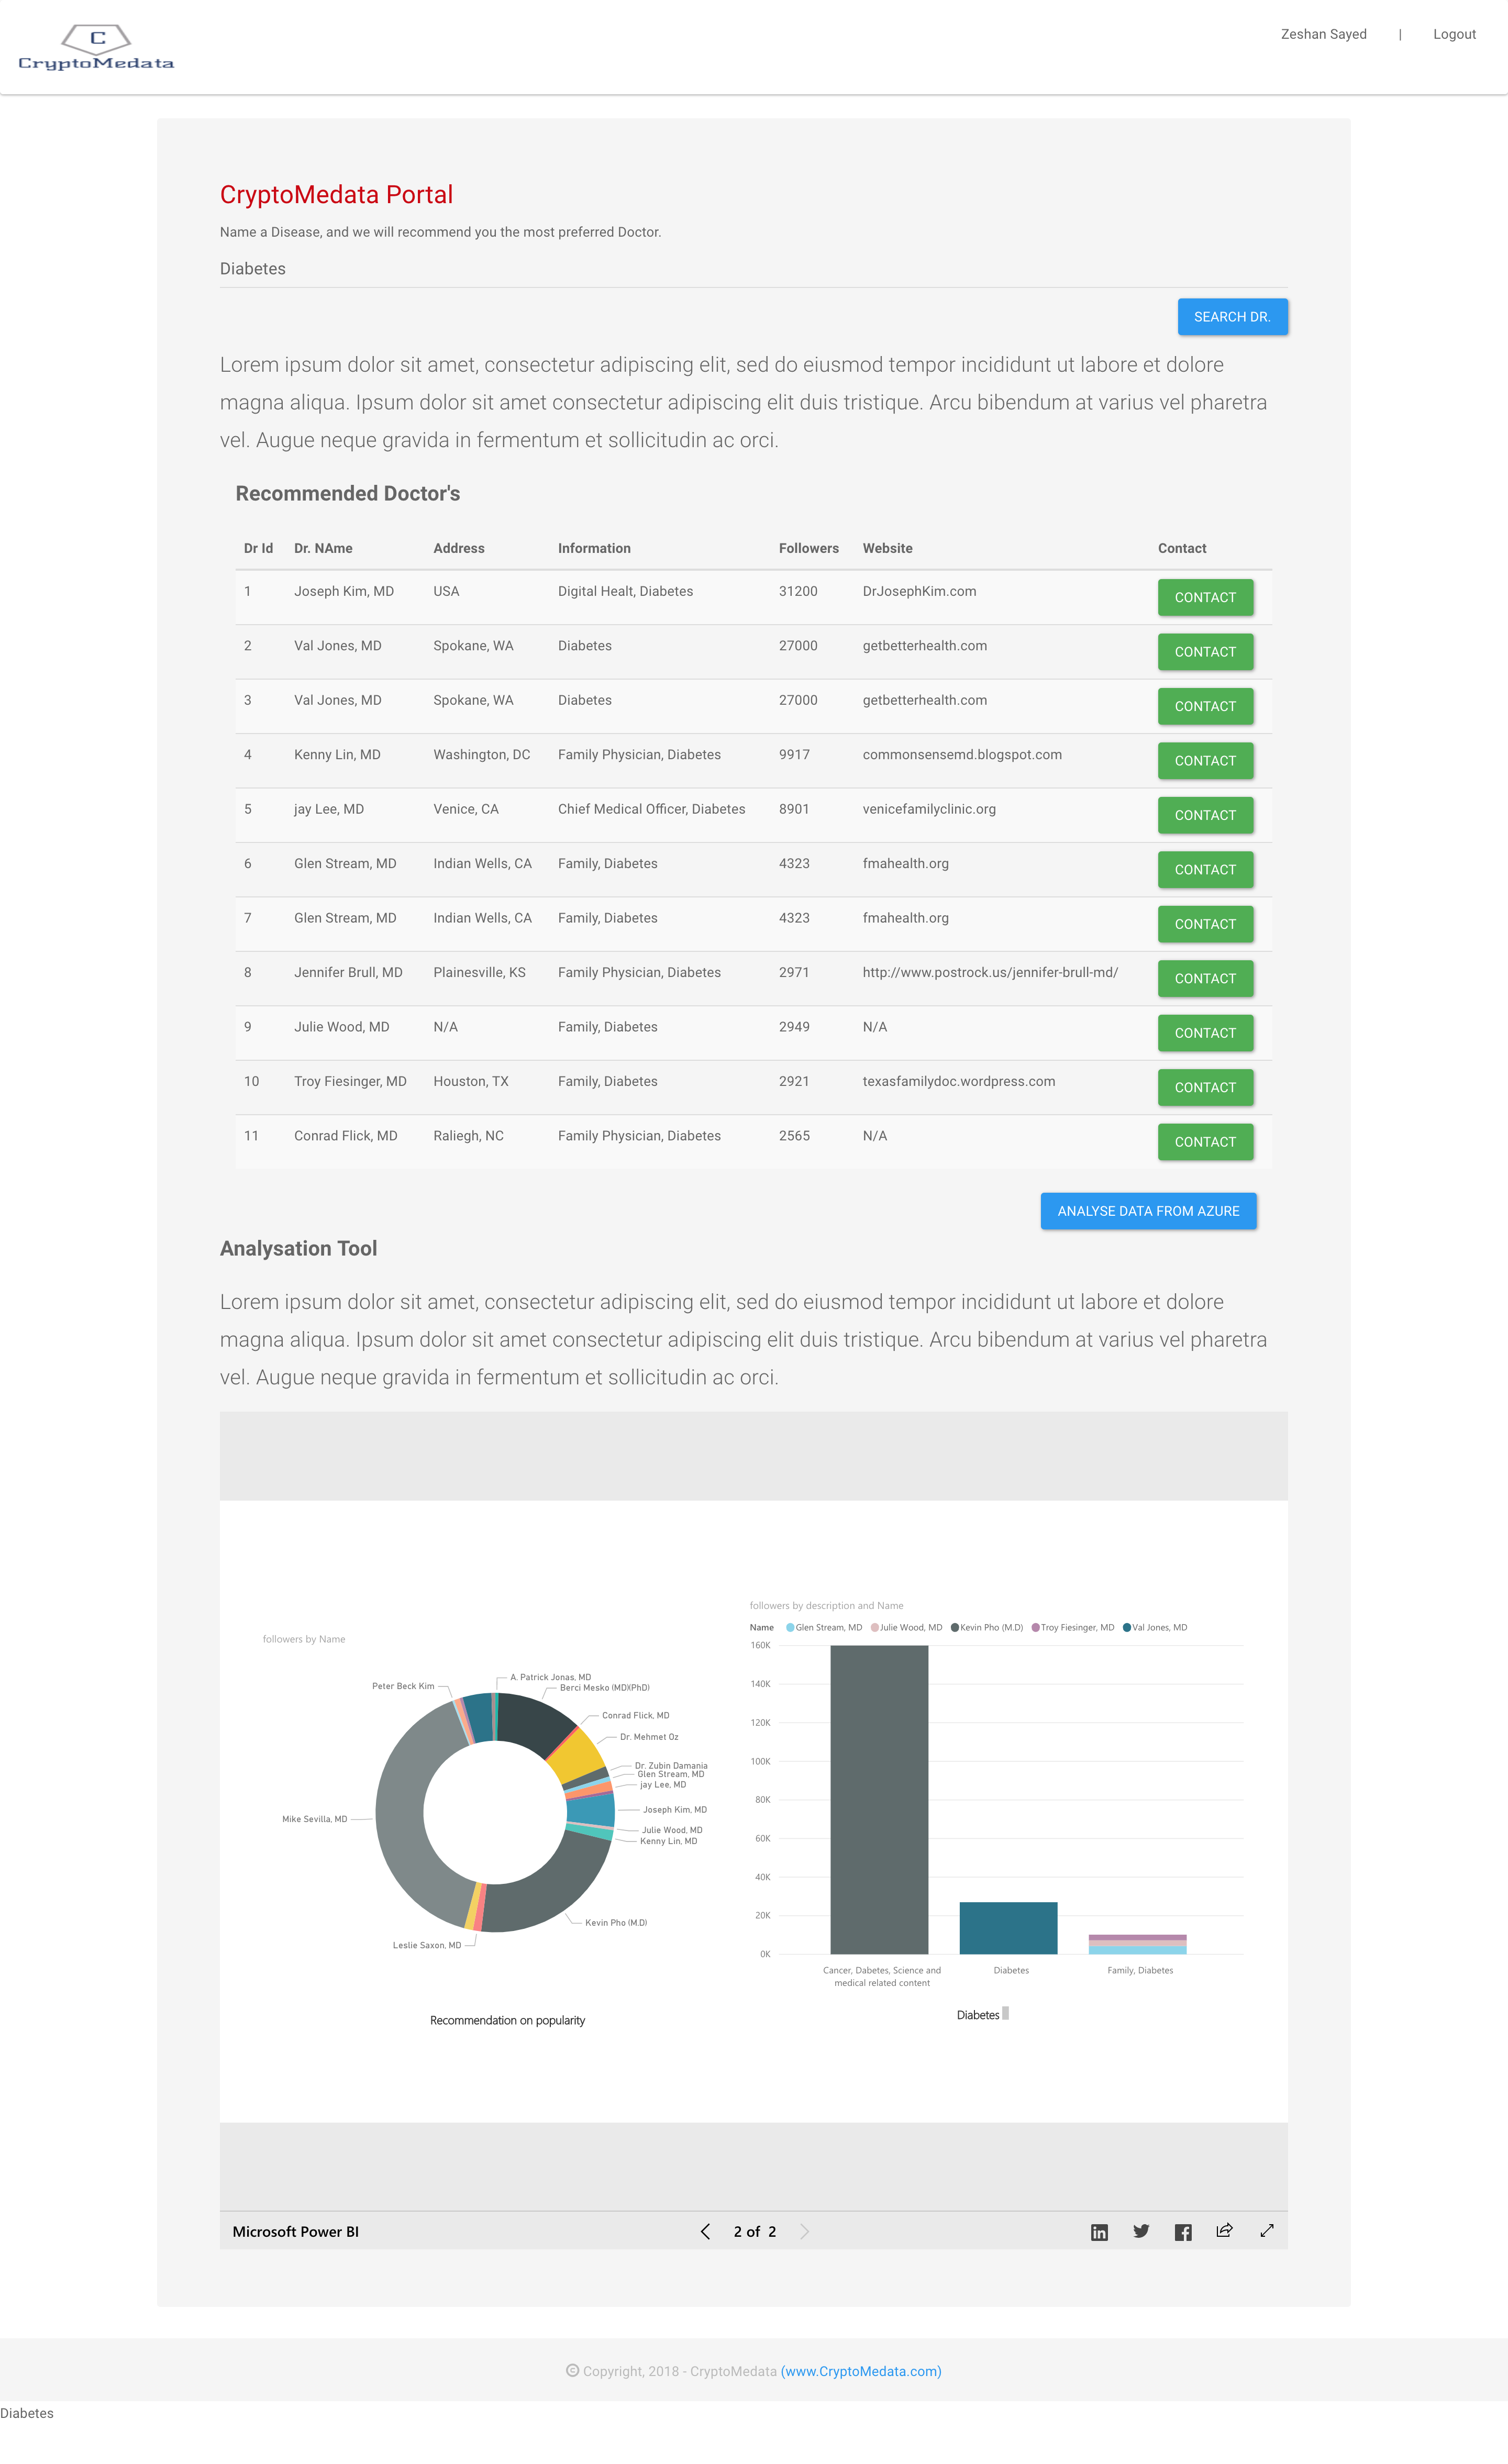 C
CryptoMedata
Zeshan Sayed | Logout
CryptoMedata Portal
Name a Disease, and we will recommend you the most preferred Doctor.
Diabetes
SEARCH DR.
Lorem ipsum dolor sit amet, consectetur adipiscing elit, sed do eiusmod tempor incididunt ut labore et dolore
magna aliqua. Ipsum dolor sit amet consectetur adipiscing elit duis tristique. Arcu bibendum at varius vel pharetra
vel. Augue neque gravida in fermentum et sollicitudin ac orci.
Recommended Doctor's
Dr Id Dr. NAme Address Information Followers Website Contact
1 Joseph Kim, MD USA Digital Healt, Diabetes 31200 DrJosephKim.com CONTACT
2 Val Jones, MD Spokane, WA Diabetes 27000 getbetterhealth.com CONTACT
3 Val Jones, MD Spokane, WA Diabetes 27000 getbetterhealth.com CONTACT
4 Kenny Lin, MD Washington, DC Family Physician, Diabetes 9917 commonsensemd.blogspot.com CONTACT
5 jay Lee, MD Venice, CA Chief Medical Officer, Diabetes 8901 venicefamilyclinic.org CONTACT
6 Glen Stream, MD Indian Wells, CA Family, Diabetes 4323 fmahealth.org CONTACT
7 Glen Stream, MD Indian Wells, CA Family, Diabetes 4323 fmahealth.org CONTACT
8 Jennifer Brull, MD Plainesville, KS Family Physician, Diabetes 2971 http://www.postrock.us/jennifer-brull-md/ CONTACT
9 Julie Wood, MD N/A Family, Diabetes 2949 N/A CONTACT
10 Troy Fiesinger, MD Houston, TX Family, Diabetes 2921 texasfamilydoc.wordpress.com CONTACT
11 Conrad Flick, MD Raliegh, NC Family Physician, Diabetes 2565 N/A CONTACT
ANALYSE DATA FROM AZURE
Analysation Tool
Lorem ipsum dolor sit amet, consectetur adipiscing elit, sed do eiusmod tempor incididunt ut labore et dolore
magna aliqua. Ipsum dolor sit amet consectetur adipiscing elit duis tristique. Arcu bibendum at varius vel pharetra
vel. Augue neque gravida in fermentum et sollicitudin ac orci.
followers by Name
A. Patrick Jonas, MD
Berci Mesko (MD)(PhD)
Conrad Flick, MD
Dr. Mehmet Oz
Dr. Zubin Damania
Glen Stream, MD
jay Lee, MD
Joseph Kim, MD
Julie Wood, MD
Kenny Lin, MD
Kevin Pho (M.D)
Leslie Saxon, MD
Mike Sevilla, MD
Peter Beck Kim
Recommendation on popularity
followers by description and Name
Name Glen Stream, MD Julie Wood, MD Kevin Pho (M.D) Troy Fiesinger, MD Val Jones, MD
160K
140K
120K
100K
80K
60K
40K
20K
0K
Cancer, Dabetes, Science and
medical related content
Diabetes
Family, Diabetes
Diabetes
Microsoft Power BI 2 of 2
© Copyright, 2018 - CryptoMedata (www.CryptoMedata.com)
Diabetes